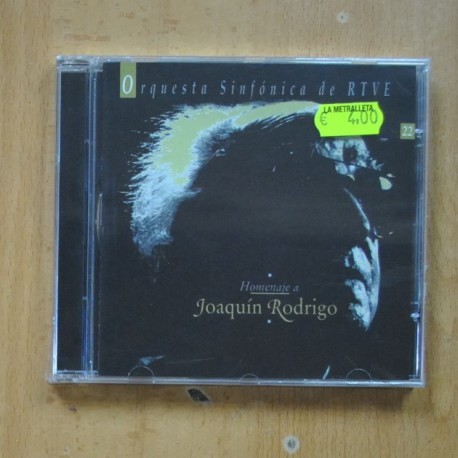 Orquesta Sinfónica de RTVE
LA METRALLETA
€ 4,00
22
Homenaje a
Joaquín Rodrigo